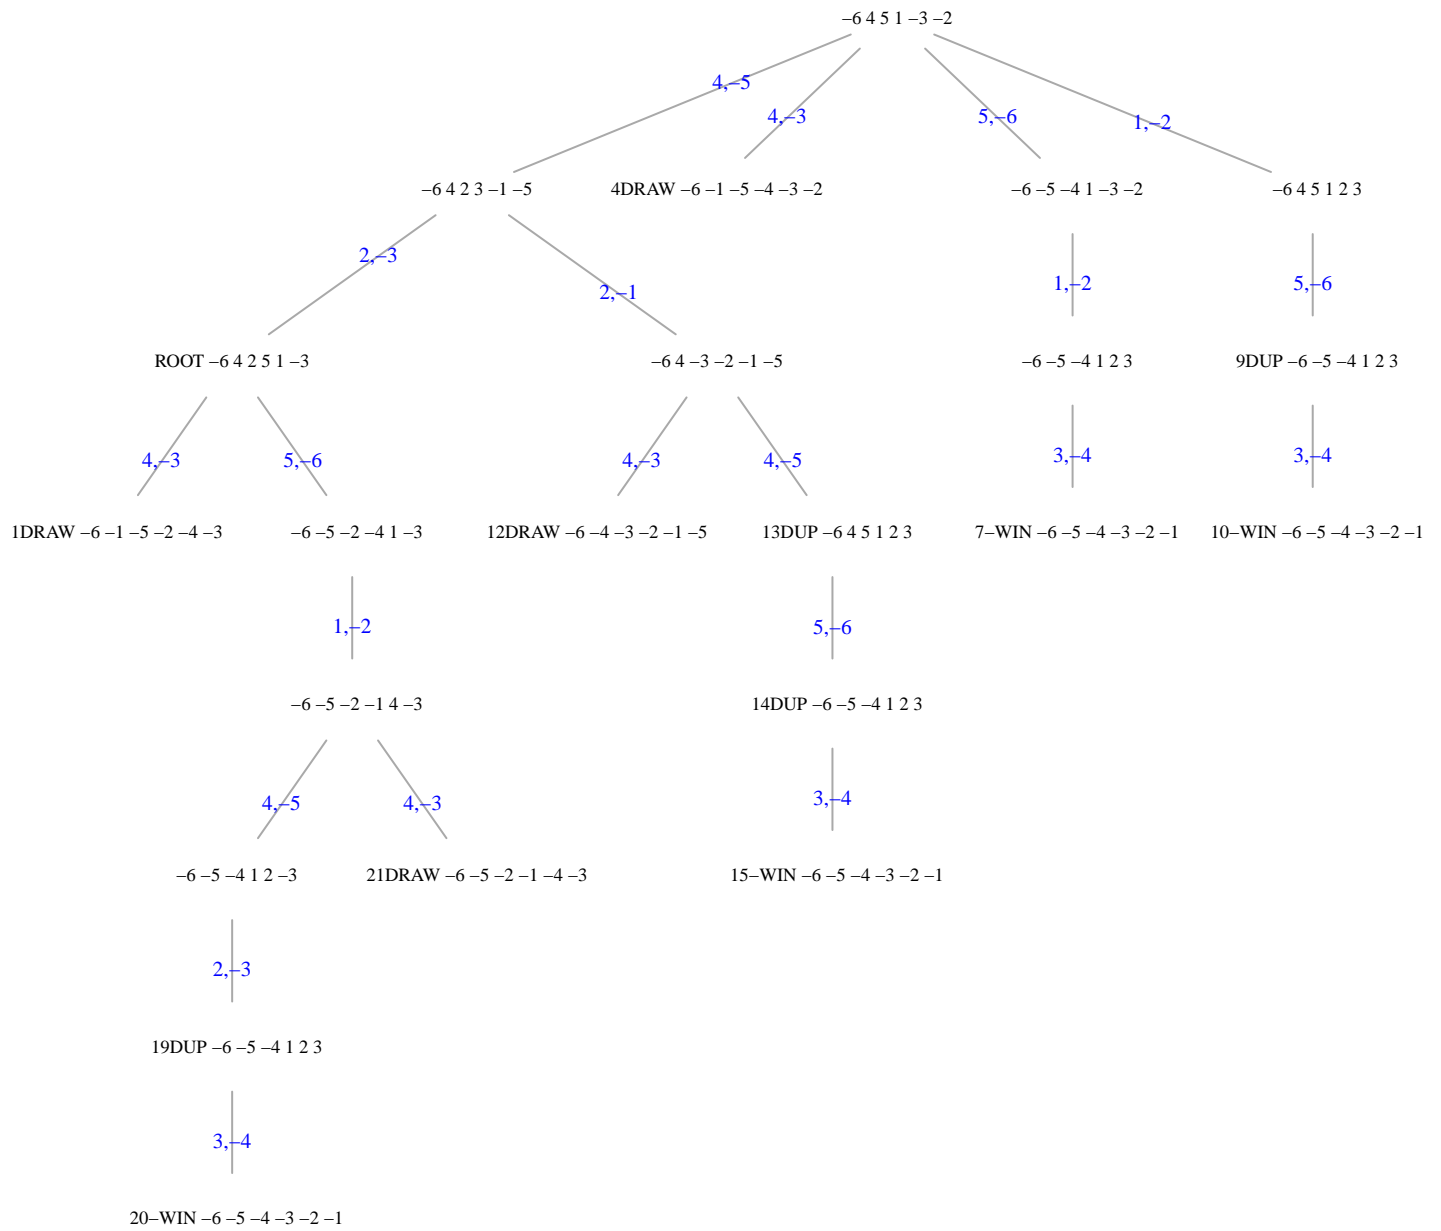 –6 4 5 1 –3 –2
4,–5
4,–3
5,–6
1,–2
–6 4 2 3 –1 –5
4DRAW –6 –1 –5 –4 –3 –2
–6 –5 –4 1 –3 –2
–6 4 5 1 2 3
2,–3
2,–1
1,–2
5,–6
ROOT –6 4 2 5 1 –3
–6 4 –3 –2 –1 –5
–6 –5 –4 1 2 3
9DUP –6 –5 –4 1 2 3
4,–3
5,–6
4,–3
4,–5
3,–4
3,–4
1DRAW –6 –1 –5 –2 –4 –3
–6 –5 –2 –4 1 –3
12DRAW –6 –4 –3 –2 –1 –5
13DUP –6 4 5 1 2 3
7–WIN –6 –5 –4 –3 –2 –1
10–WIN –6 –5 –4 –3 –2 –1
1,–2
5,–6
–6 –5 –2 –1 4 –3
14DUP –6 –5 –4 1 2 3
4,–5
4,–3
3,–4
–6 –5 –4 1 2 –3
21DRAW –6 –5 –2 –1 –4 –3
15–WIN –6 –5 –4 –3 –2 –1
2,–3
19DUP –6 –5 –4 1 2 3
3,–4
20–WIN –6 –5 –4 –3 –2 –1